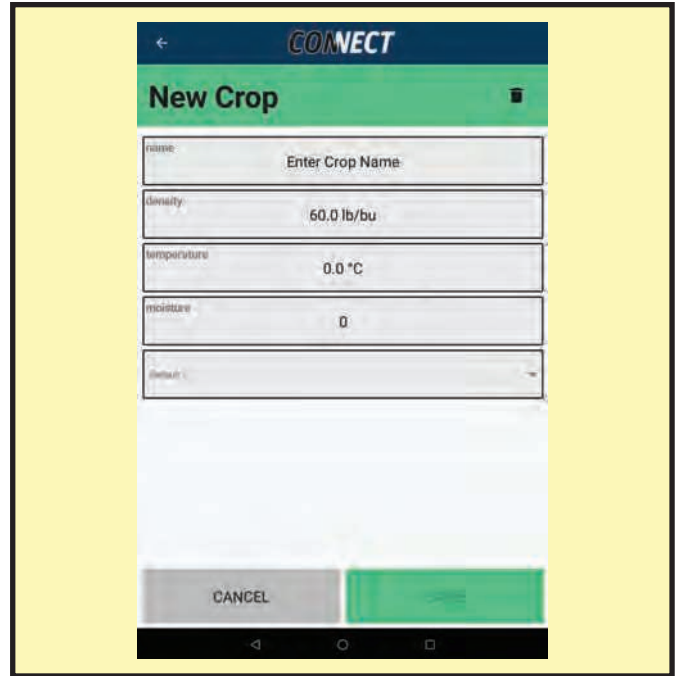 CONNECT
New Crop
name
Enter Crop Name
density
60.0 lb/bu
temperature
0.0 °C
moisture
0
CANCEL